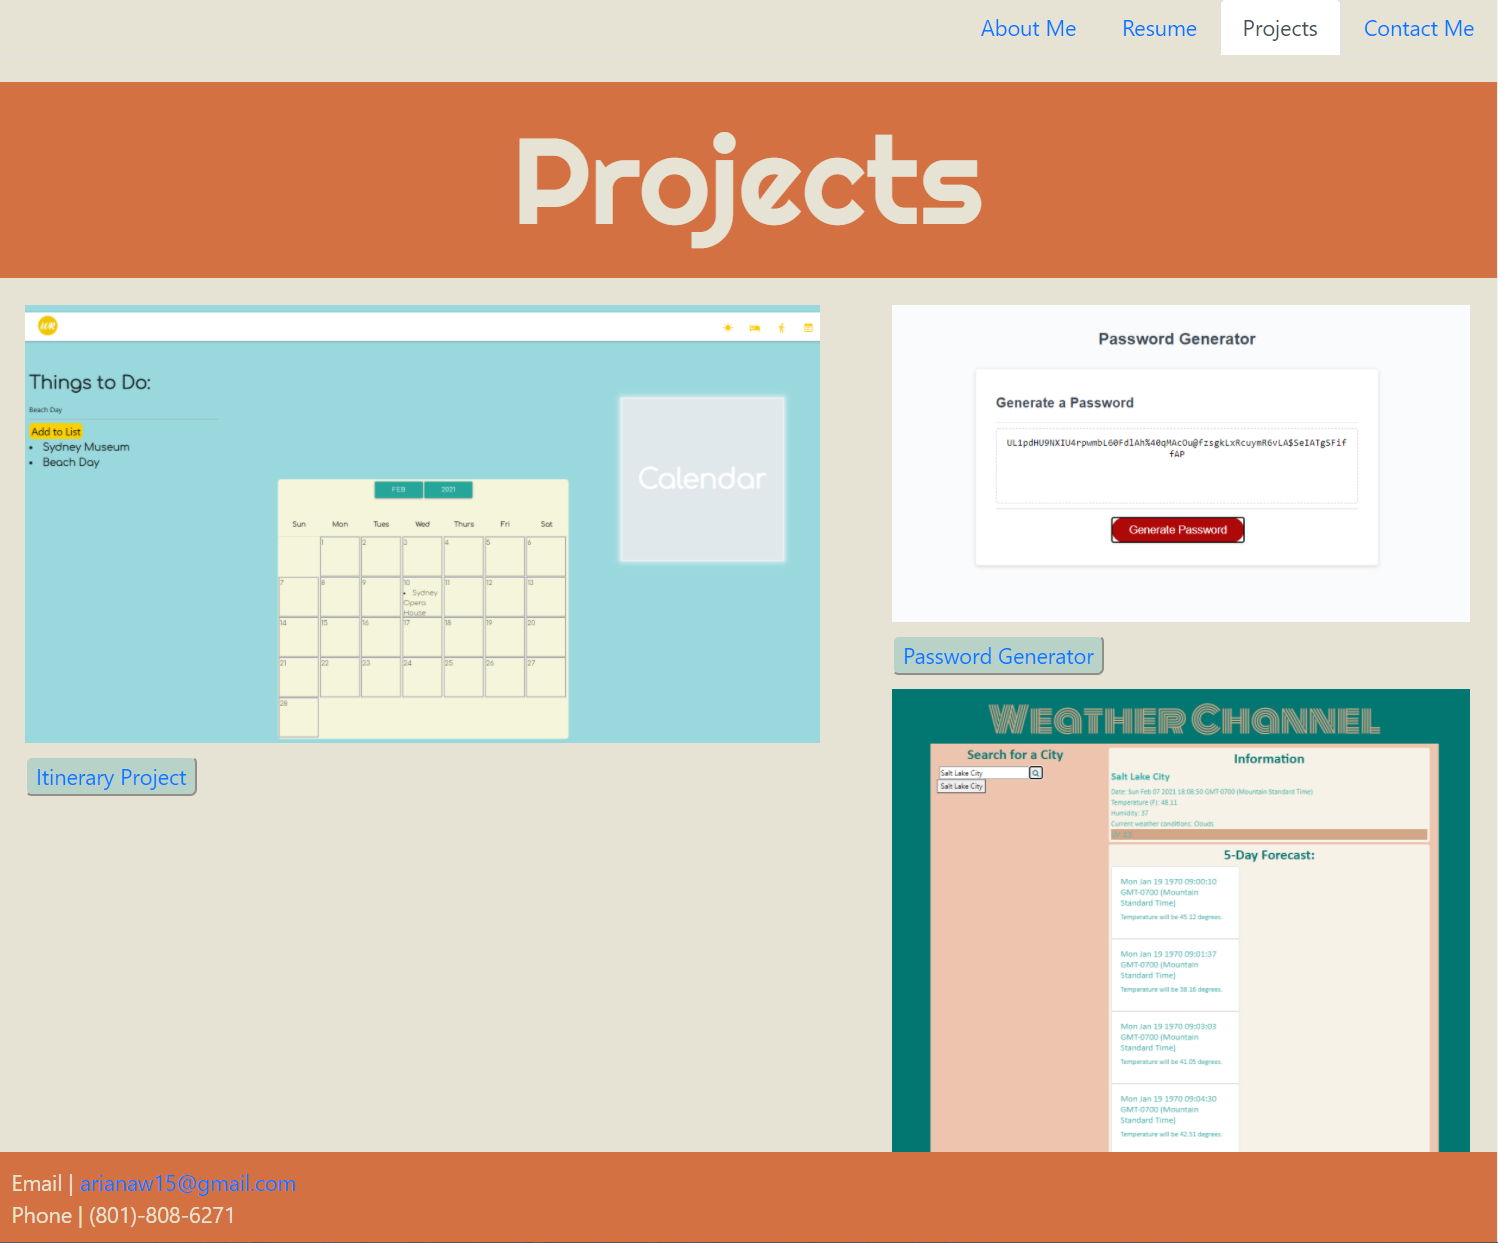 About Me
Resume
Projects
Contact Me
Projects
UR
Things to Do:
Beach Day
Add to List
• Sydney Museum
• Beach Day
Calendar
FEB 2021
Sun Mon Tues Wed Thurs Fri Sat
1 2 3 4 5 6
7 8 9 10 11 12 13
• Sydney
Opera
House
14 15 16 17 18 19 20
21 22 23 24 25 26 27
28
Itinerary Project
Password Generator
Generate a Password
UL1pdHU9NXIU4rpwmbL60FdlAh%40qMAcOu@fzsgkLxRcuymR6vLA$SeIATgSFif
fAP
Generate Password
Password Generator
WEATHER CHANNEL
Search for a City
Salt Lake City
Salt Lake City
Information
Salt Lake City
Date: Sun Feb 07 2021 18:08:50 GMT-0700 (Mountain Standard Time)
Temperature (F): 48.11
Humidity: 37
Current weather conditions: Clouds
5-Day Forecast:
Mon Jan 19 1970 09:00:10
GMT-0700 (Mountain
Standard Time)
Temperature will be 45.12 degrees.
Mon Jan 19 1970 09:01:37
GMT-0700 (Mountain
Standard Time)
Temperature will be 38.16 degrees.
Mon Jan 19 1970 09:03:03
GMT-0700 (Mountain
Standard Time)
Temperature will be 41.05 degrees.
Mon Jan 19 1970 09:04:30
GMT-0700 (Mountain
Standard Time)
Temperature will be 42.51 degrees.
Email | arianaw15@gmail.com
Phone | (801)-808-6271